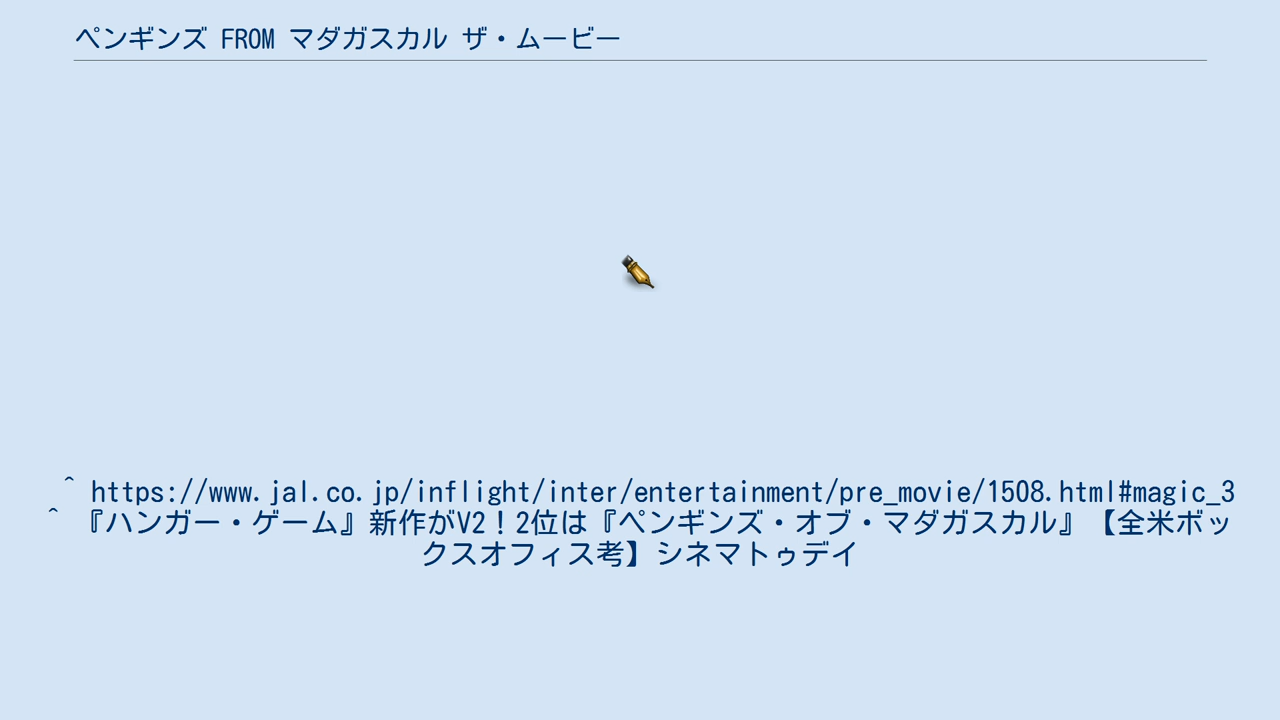 ペンギンズ FROM マダガスカル ザ・ムービー
^ https://www.jal.co.jp/inflight/inter/entertainment/pre_movie/1508.html#magic_3
^ 『ハンガー・ゲーム』新作がV2！2位は『ペンギンズ・オブ・マダガスカル』【全米ボッ
クスオフィス考】シネマトゥデイ